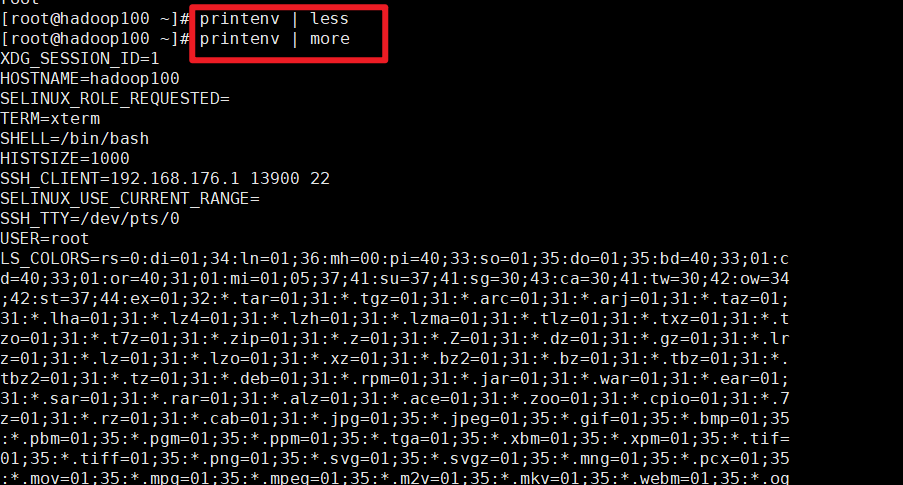 root
[root@hadoop100 ~]# printenv | less
[root@hadoop100 ~]# printenv | more
XDG_SESSION_ID=1
HOSTNAME=hadoop100
SELINUX_ROLE_REQUESTED=
TERM=xterm
SHELL=/bin/bash
HISTSIZE=1000
SSH_CLIENT=192.168.176.1 13900 22
SELINUX_USE_CURRENT_RANGE=
SSH_TTY=/dev/pts/0
USER=root
LS_COLORS=rs=0:di=01;34:ln=01;36:mh=00:pi=40;33:so=01;35:do=01;35:bd=40;33;01:c
d=40;33;01:or=40;31;01:mi=01;05;37;41:su=37;41:sg=30;43:ca=30;41:tw=30;42:ow=34
;42:st=37;44:ex=01;32:*.tar=01;31:*.tgz=01;31:*.arc=01;31:*.arj=01;31:*.taz=01;
31:*.lha=01;31:*.lz4=01;31:*.lzh=01;31:*.lzma=01;31:*.tlz=01;31:*.txz=01;31:*.t
zo=01;31:*.t7z=01;31:*.zip=01;31:*.z=01;31:*.Z=01;31:*.dz=01;31:*.gz=01;31:*.lr
z=01;31:*.lz=01;31:*.lzo=01;31:*.xz=01;31:*.bz2=01;31:*.bz=01;31:*.tbz=01;31:*.
tbz2=01;31:*.tz=01;31:*.deb=01;31:*.rpm=01;31:*.jar=01;31:*.war=01;31:*.ear=01;
31:*.sar=01;31:*.rar=01;31:*.alz=01;31:*.ace=01;31:*.zoo=01;31:*.cpio=01;31:*.7
z=01;31:*.rz=01;31:*.cab=01;31:*.jpg=01;35:*.jpeg=01;35:*.gif=01;35:*.bmp=01;35
:*.pbm=01;35:*.pgm=01;35:*.ppm=01;35:*.tga=01;35:*.xbm=01;35:*.xpm=01;35:*.tif=
01;35:*.tiff=01;35:*.png=01;35:*.svg=01;35:*.svgz=01;35:*.mng=01;35:*.pcx=01;35
:*.mov=01;35:*.mpg=01;35:*.mpeg=01;35:*.m2v=01;35:*.mkv=01;35:*.webm=01;35:*.og